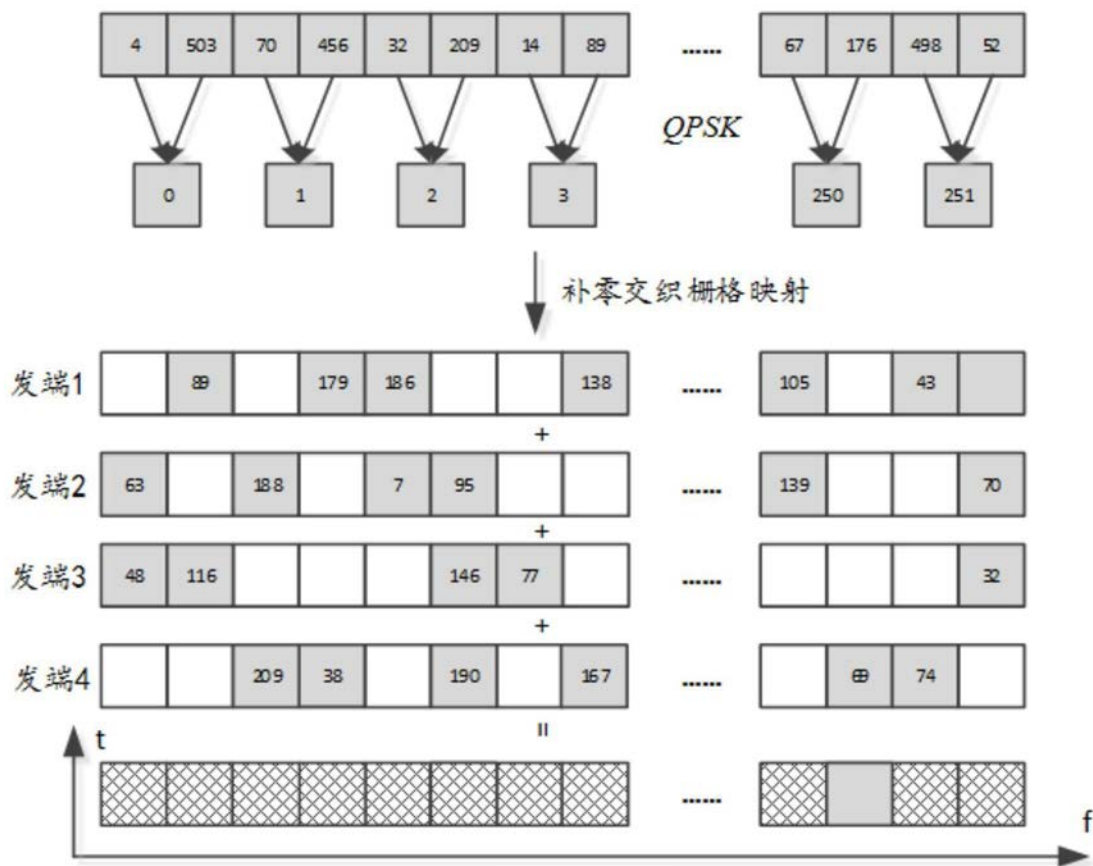 4 503 70 456 32 209 14 89 ...... 67 176 498 52
QPSK
0 1 2 3 250 251
补零交织栅格映射
发端1 89 179 186 138 ...... 105 43
+
发端2 63 188 7 95 ...... 139 70
+
发端3 48 116 146 77 ...... 32
+
发端4 209 38 190 167 ...... 69 74
=
t
......
f